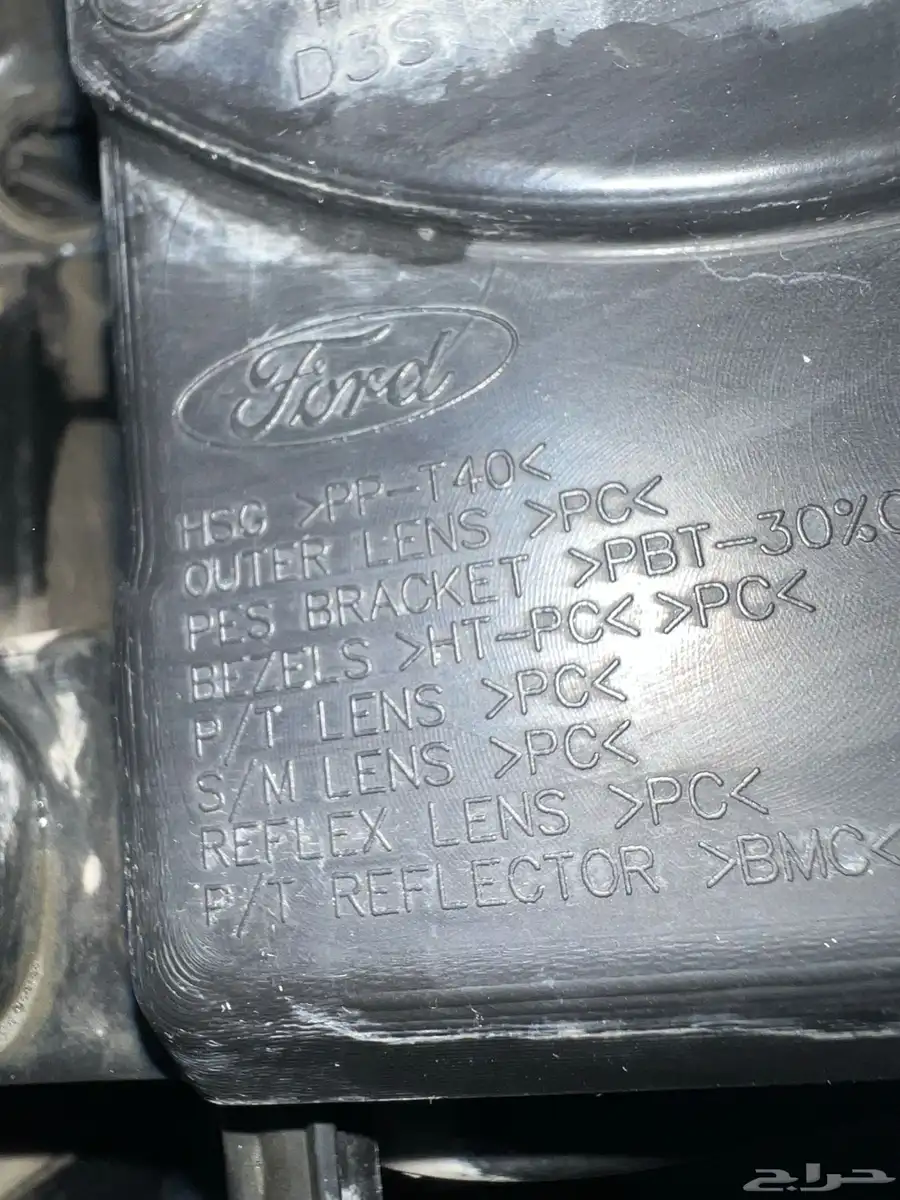 D3S
Ford
HSG >PP-T40<
OUTER LENS >PC<
PES BRACKET >PBT-30%
BEZELS >HT-PC< >PC<
P/T LENS >PC<
S/M LENS >PC<
REFLEX LENS >PC<
P/T REFLECTOR >BMC<
حراج